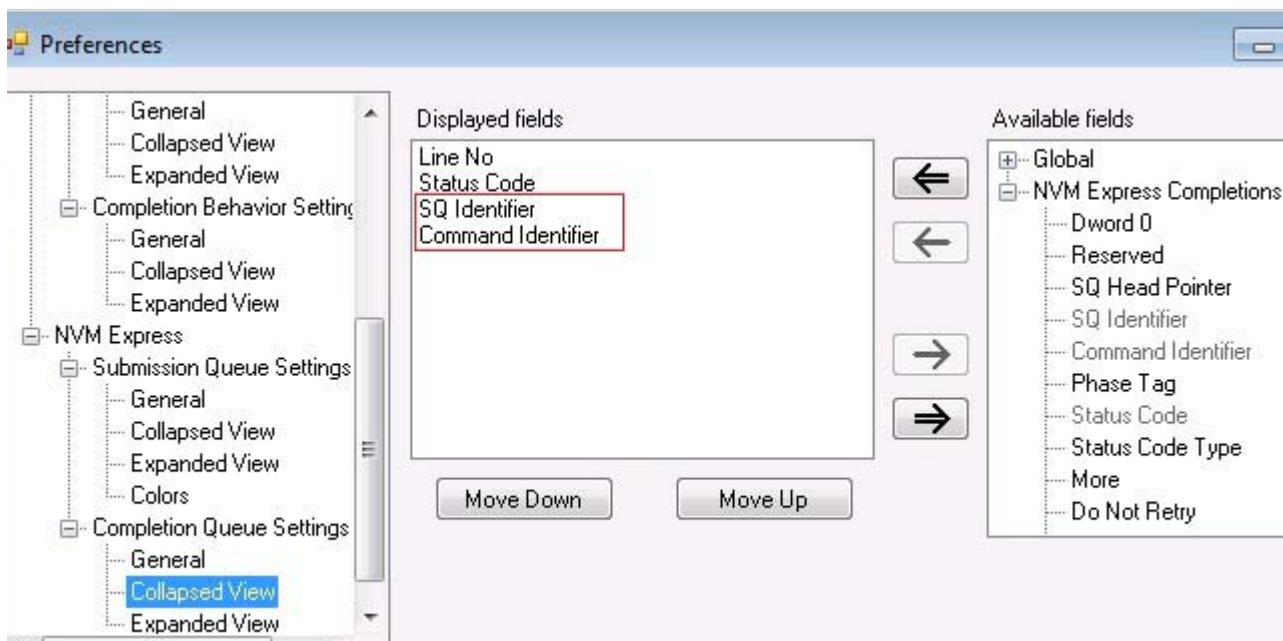 Preferences
General
Collapsed View
Expanded View
Completion Behavior Setting
General
Collapsed View
Expanded View
NVM Express
Submission Queue Settings
General
Collapsed View
Expanded View
Colors
Completion Queue Settings
General
Collapsed View
Expanded View
Displayed fields
Line No
Status Code
SQ Identifier
Command Identifier
Move Down
Move Up
Available fields
Global
NVM Express Completions
Dword 0
Reserved
SQ Head Pointer
SQ Identifier
Command Identifier
Phase Tag
Status Code
Status Code Type
More
Do Not Retry